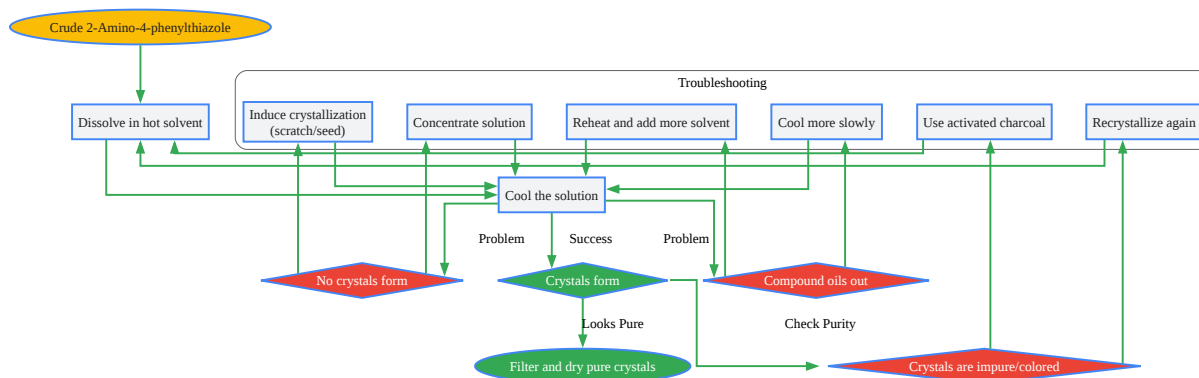 Crude 2-Amino-4-phenylthiazole
Troubleshooting
Dissolve in hot solvent
Induce crystallization
(scratch/seed)
Concentrate solution
Reheat and add more solvent
Cool more slowly
Use activated charcoal
Recrystallize again
Cool the solution
Problem
Success
Problem
No crystals form
Crystals form
Compound oils out
Looks Pure
Check Purity
Filter and dry pure crystals
Crystals are impure/colored